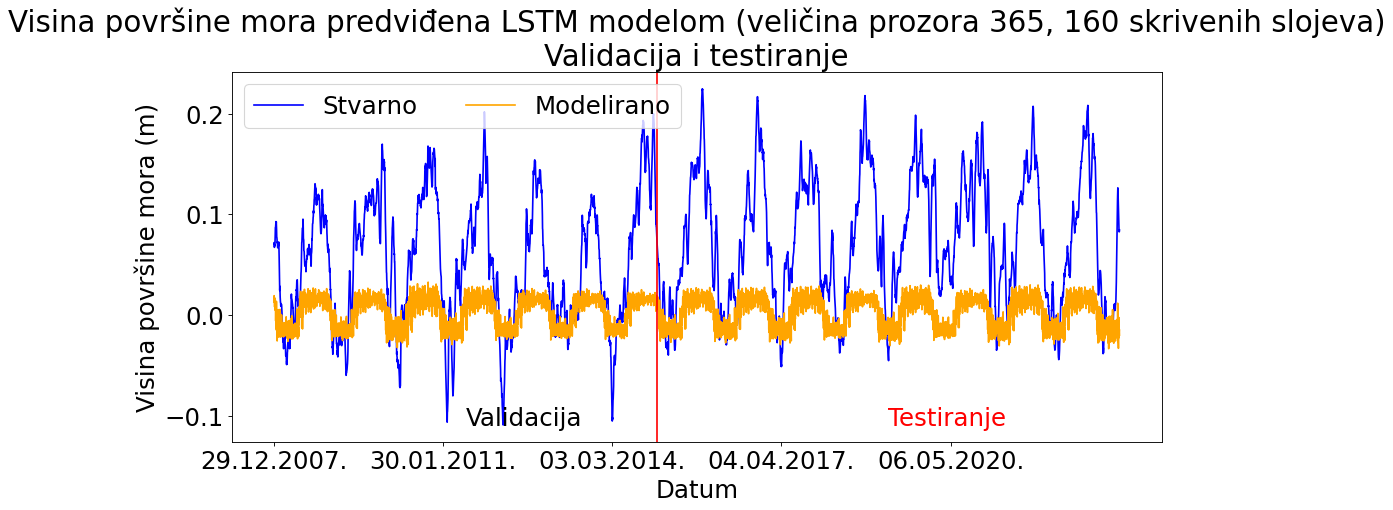 Visina površine mora predviđena LSTM modelom (veličina prozora 365, 160 skrivenih slojeva)
Validacija i testiranje
Stvarno
Modelirano
Visina površine mora (m)
0.2
0.1
0.0
−0.1
Validacija
Testiranje
29.12.2007.
30.01.2011.
03.03.2014.
04.04.2017.
06.05.2020.
Datum